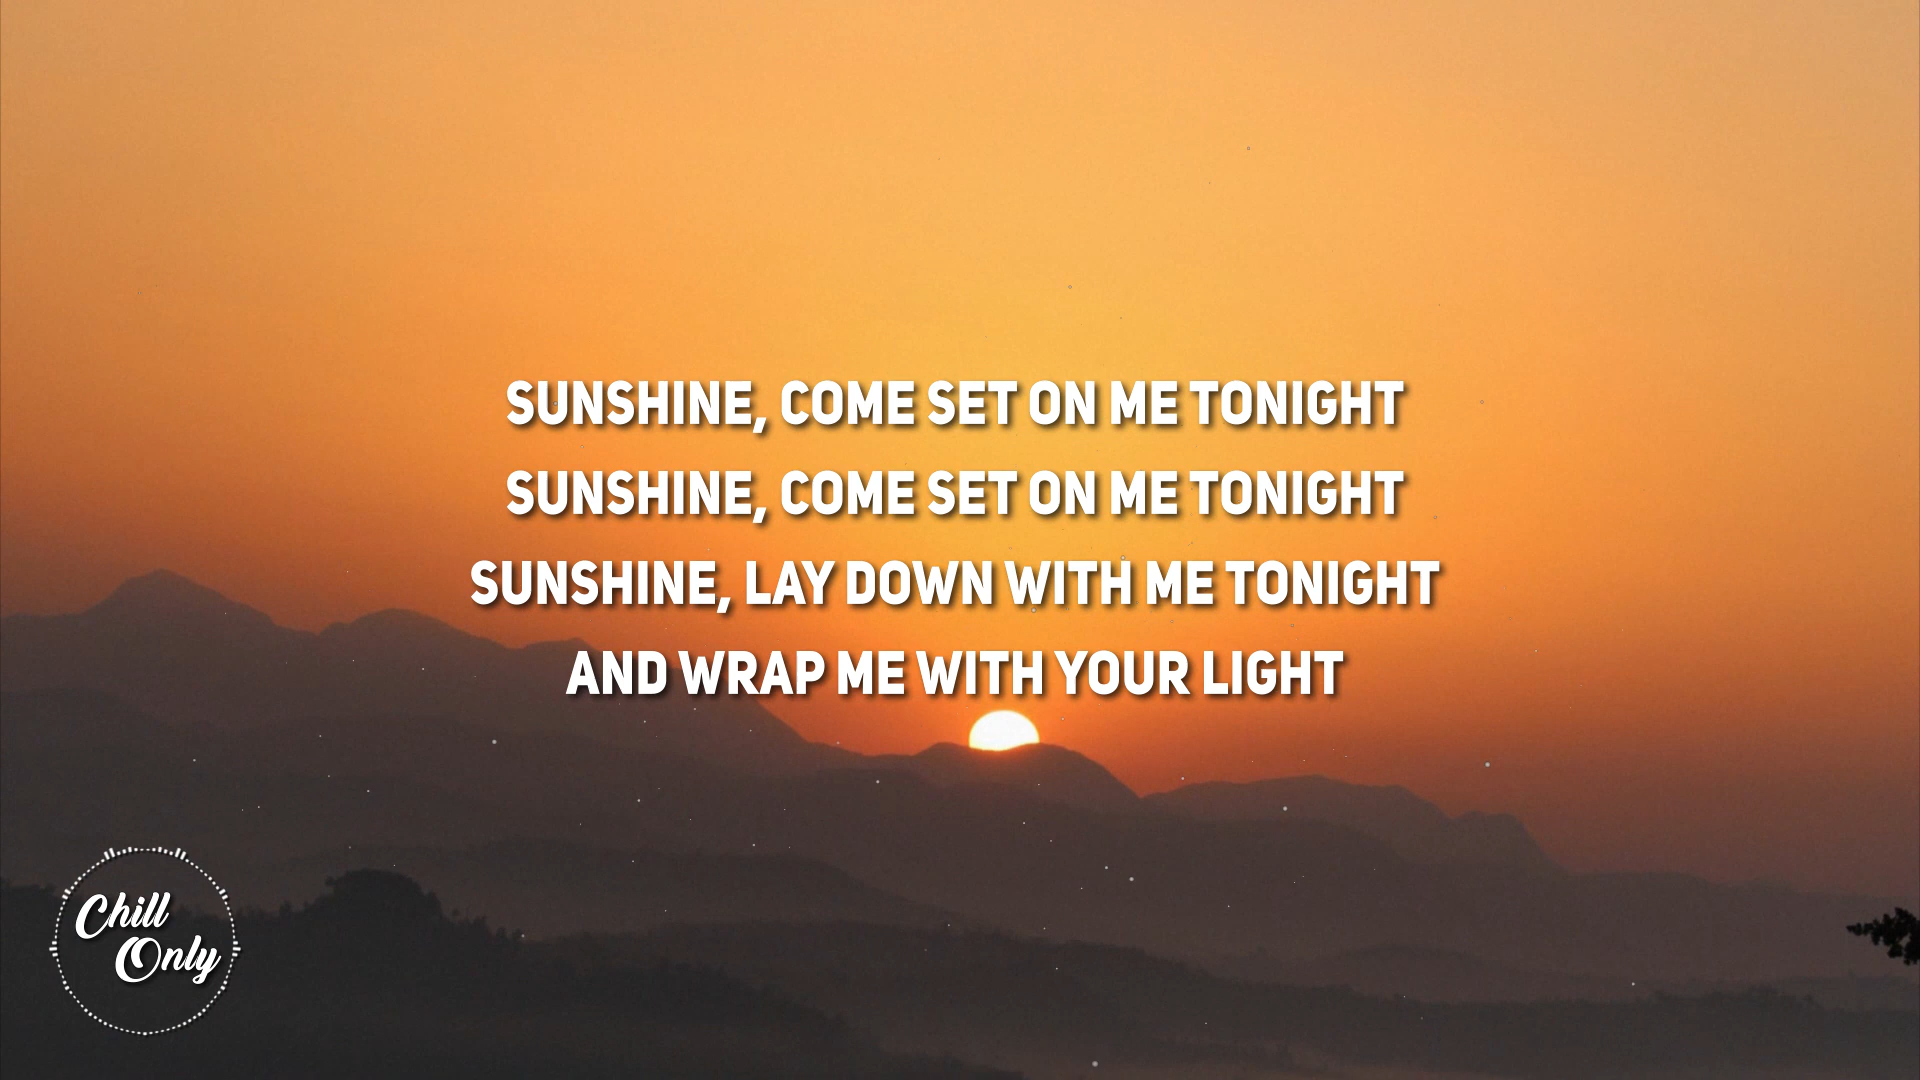 SUNSHINE, COME SET ON ME TONIGHT
SUNSHINE, COME SET ON ME TONIGHT
SUNSHINE, LAY DOWN WITH ME TONIGHT
AND WRAP ME WITH YOUR LIGHT
Chill
Only